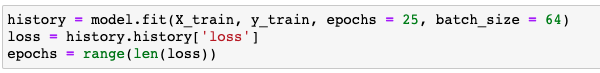 history = model.fit(X_train, y_train, epochs = 25, batch_size = 64)
loss = history.history['loss']
epochs = range(len(loss))